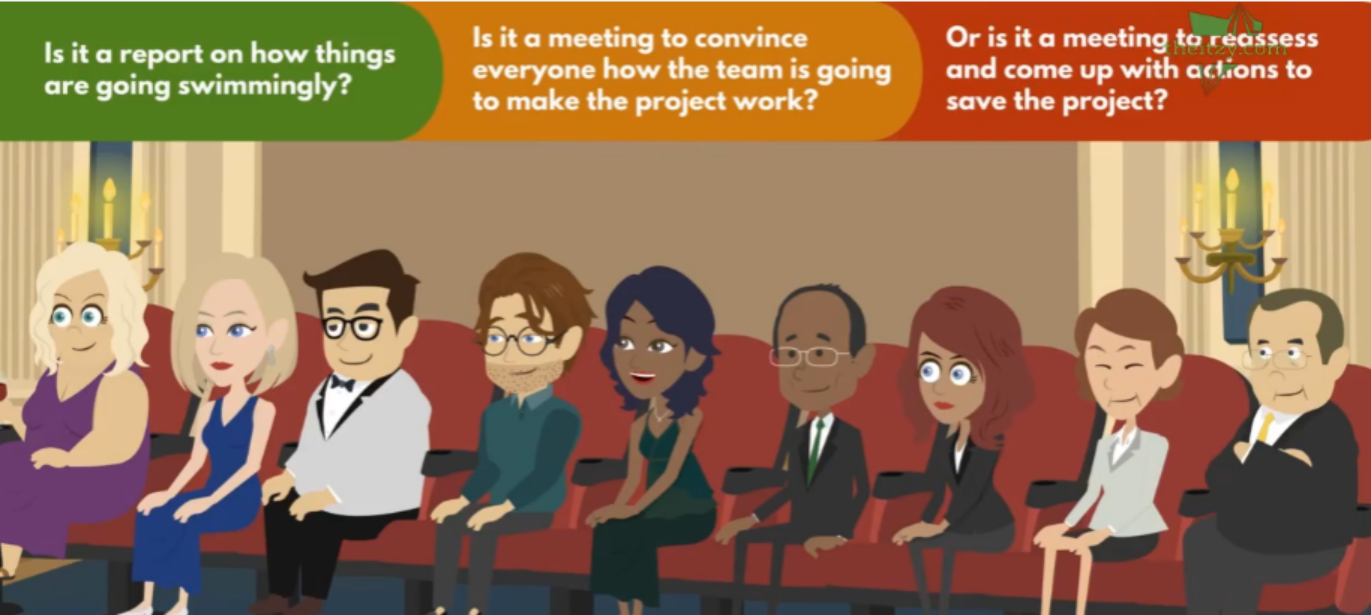 Is it a report on how things
are going swimmingly?
Is it a meeting to convince
everyone how the team is going
to make the project work?
Or is it a meeting to reassess
and come up with actions to
save the project?
theitzy.com